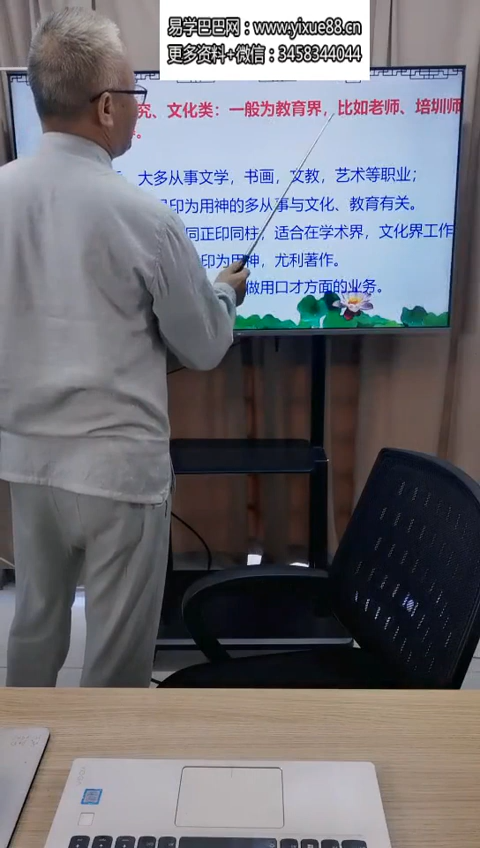 易学巴巴网：www.yixue88.cn
更多资料+微信：3458344044
究、文化类：一般为教育界，比如老师、培训师
。
大多从事文学，书画，文教，艺术等职业；
印为用神的多从事与文化、教育有关。
同正印同柱，适合在学术界，文化界工作
印为用神，尤利著作。
做用口才方面的业务。